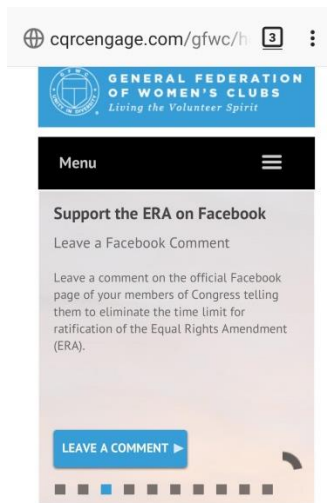 cqrcengage.com/gfwc/h
3
GENERAL FEDERATION
OF WOMEN'S CLUBS
Living the Volunteer Spirit
Menu
Support the ERA on Facebook
Leave a Facebook Comment
Leave a comment on the official Facebook
page of your members of Congress telling
them to eliminate the time limit for
ratification of the Equal Rights Amendment
(ERA).
LEAVE A COMMENT